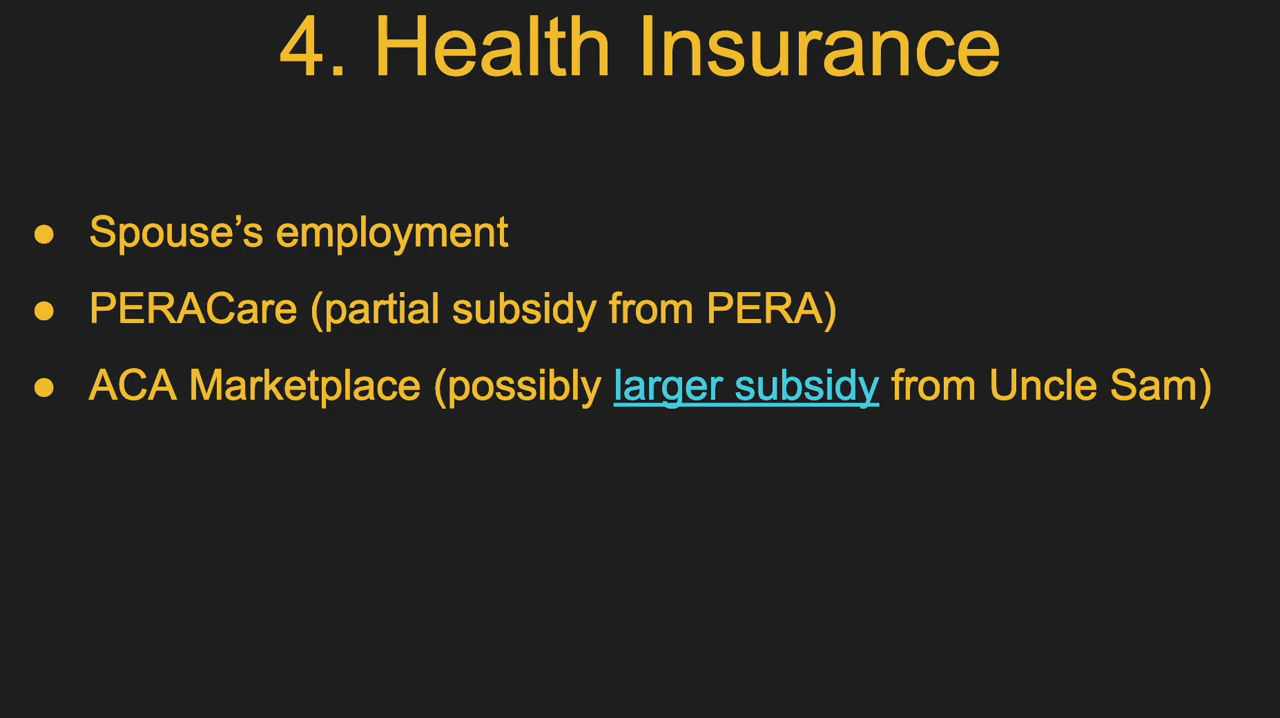 4. Health Insurance
● Spouse’s employment
● PERACare (partial subsidy from PERA)
● ACA Marketplace (possibly larger subsidy from Uncle Sam)